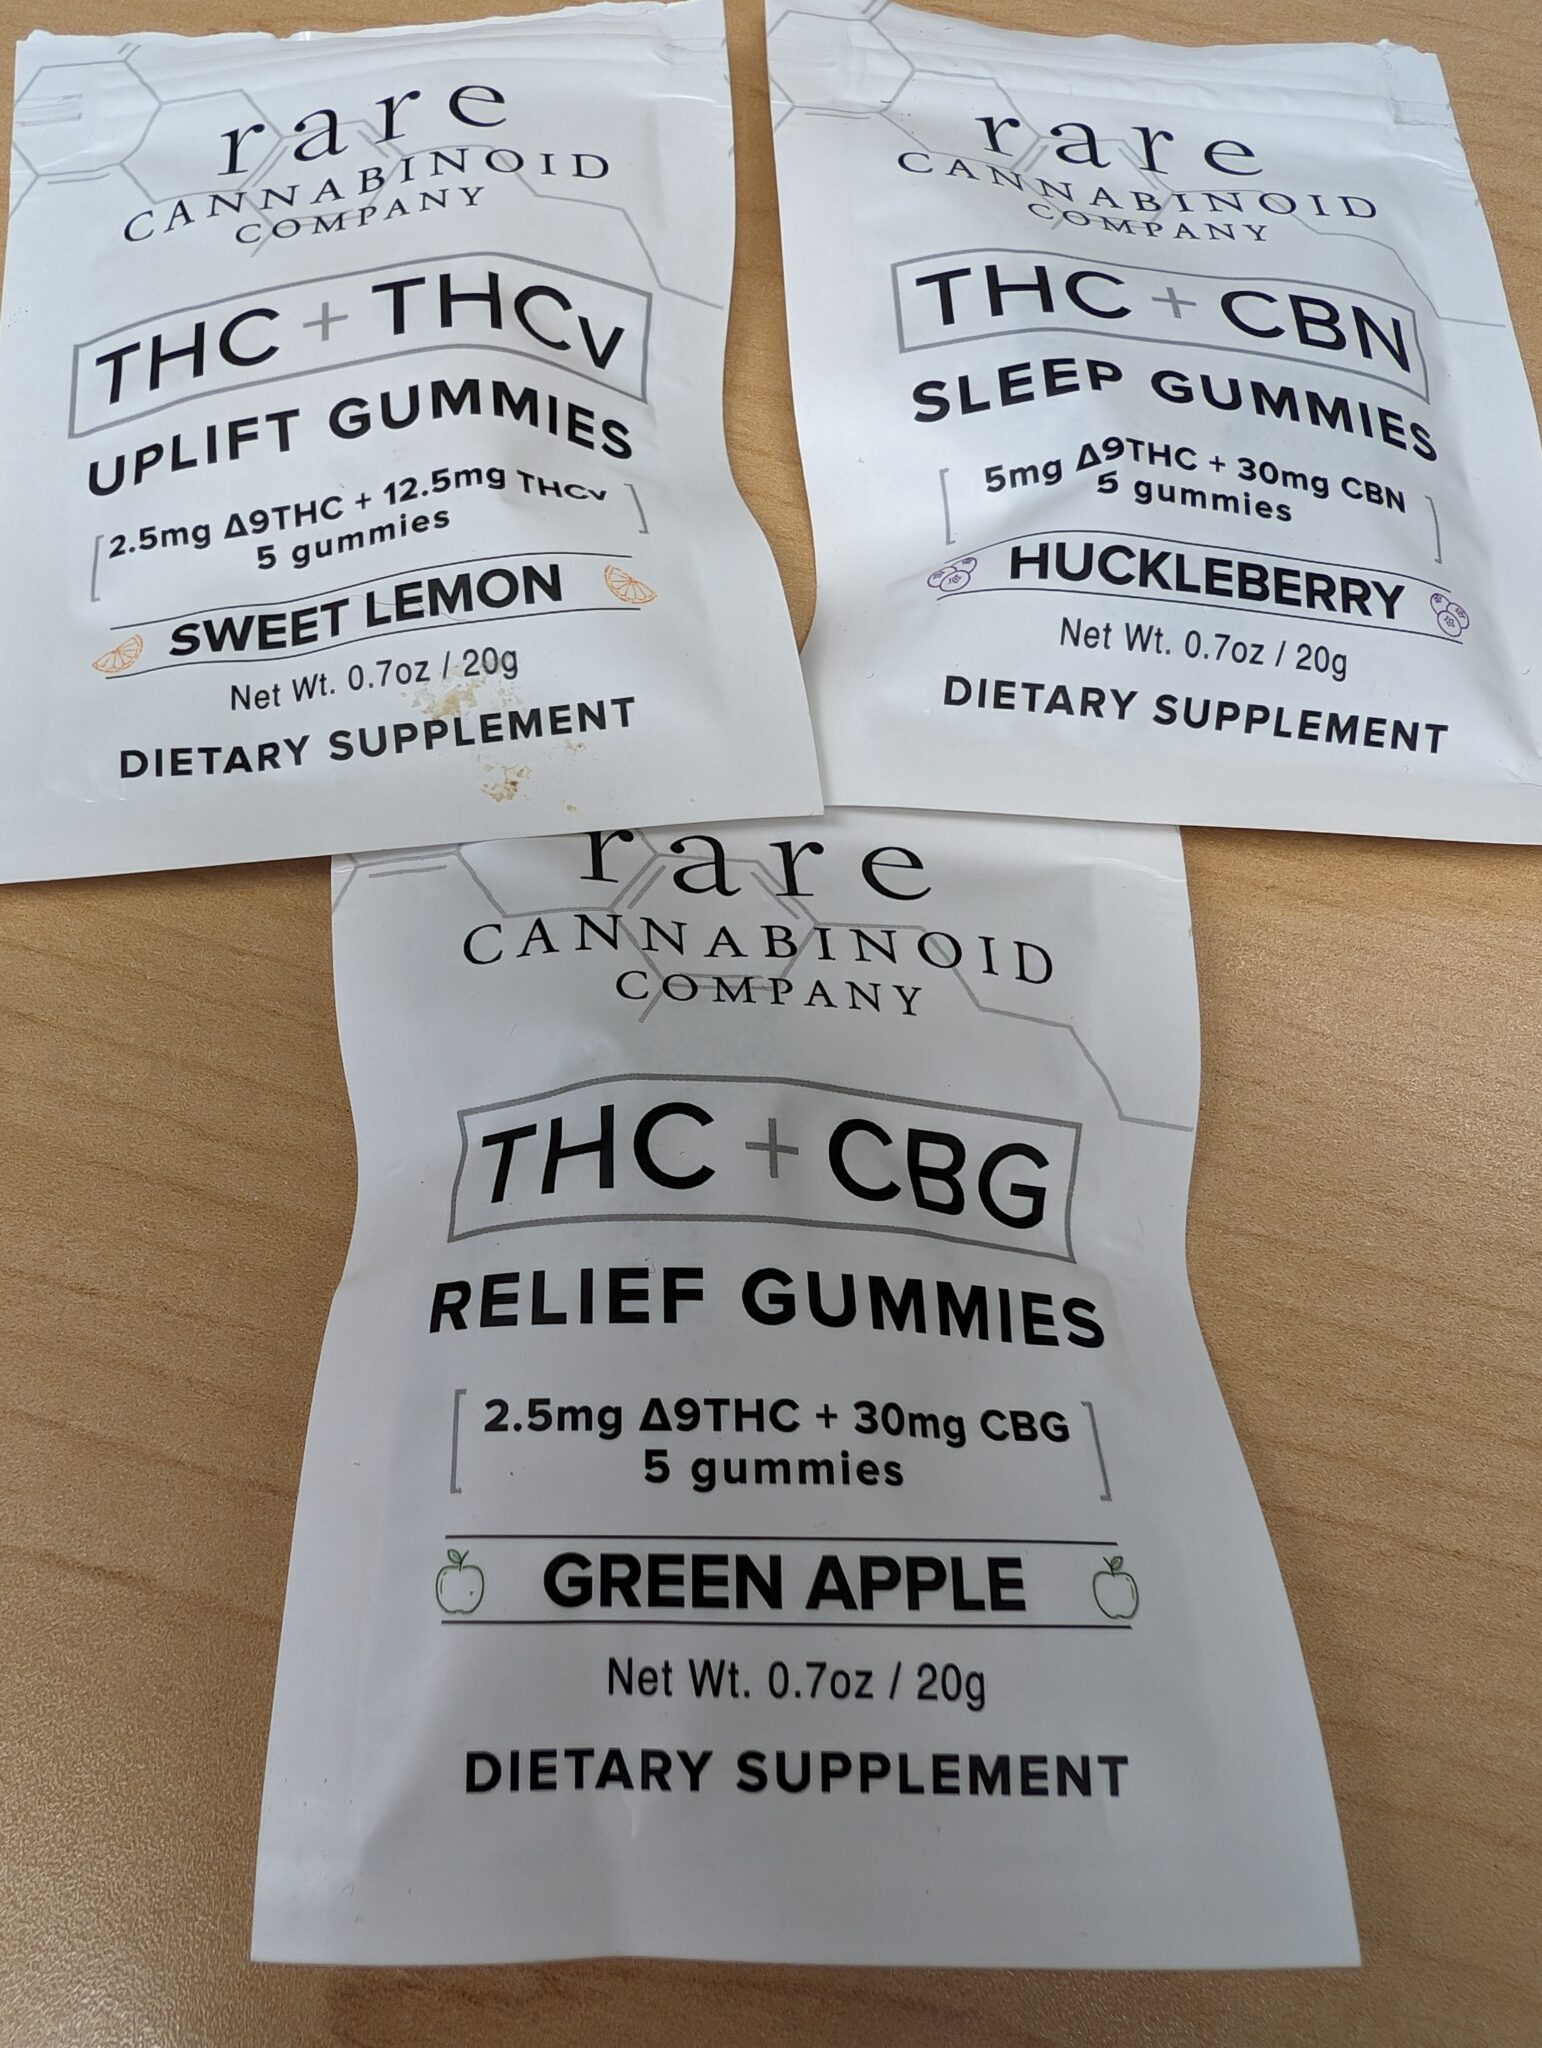 rare
CANNABINOID
COMPANY
THC + THCv
UPLIFT GUMMIES
2.5mg Δ9THC + 12.5mg THCv
5 gummies
SWEET LEMON
Net Wt. 0.7oz / 20g
DIETARY SUPPLEMENT
rare
CANNABINOID
COMPANY
THC + CBN
SLEEP GUMMIES
5mg Δ9THC + 30mg CBN
5 gummies
HUCKLEBERRY
Net Wt. 0.7oz / 20g
DIETARY SUPPLEMENT
rare
CANNABINOID
COMPANY
THC + CBG
RELIEF GUMMIES
2.5mg Δ9THC + 30mg CBG
5 gummies
GREEN APPLE
Net Wt. 0.7oz / 20g
DIETARY SUPPLEMENT